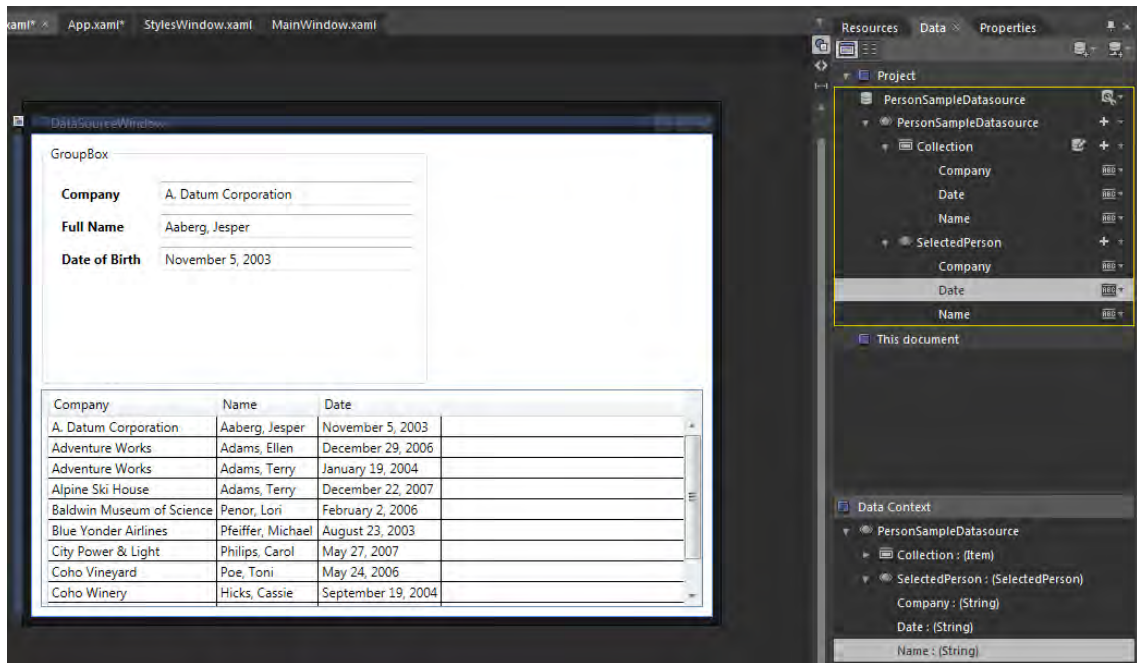 xaml* × App.xaml* StylesWindow.xaml MainWindow.xaml
Resources Data × Properties
Project
PersonSampleDatasource
PersonSampleDatasource
Collection
Company
Date
Name
SelectedPerson
Company
Date
Name
This document
DataSourceWindow
GroupBox
Company A. Datum Corporation
Full Name Aaberg, Jesper
Date of Birth November 5, 2003
Company Name Date
A. Datum Corporation Aaberg, Jesper November 5, 2003
Adventure Works Adams, Ellen December 29, 2006
Adventure Works Adams, Terry January 19, 2004
Alpine Ski House Adams, Terry December 22, 2007
Baldwin Museum of Science Penor, Lori February 2, 2006
Blue Yonder Airlines Pfeiffer, Michael August 23, 2003
City Power & Light Philips, Carol May 27, 2007
Coho Vineyard Poe, Toni May 24, 2006
Coho Winery Hicks, Cassie September 19, 2004
Data Context
PersonSampleDatasource
Collection : (Item)
SelectedPerson : (SelectedPerson)
Company : (String)
Date : (String)
Name : (String)